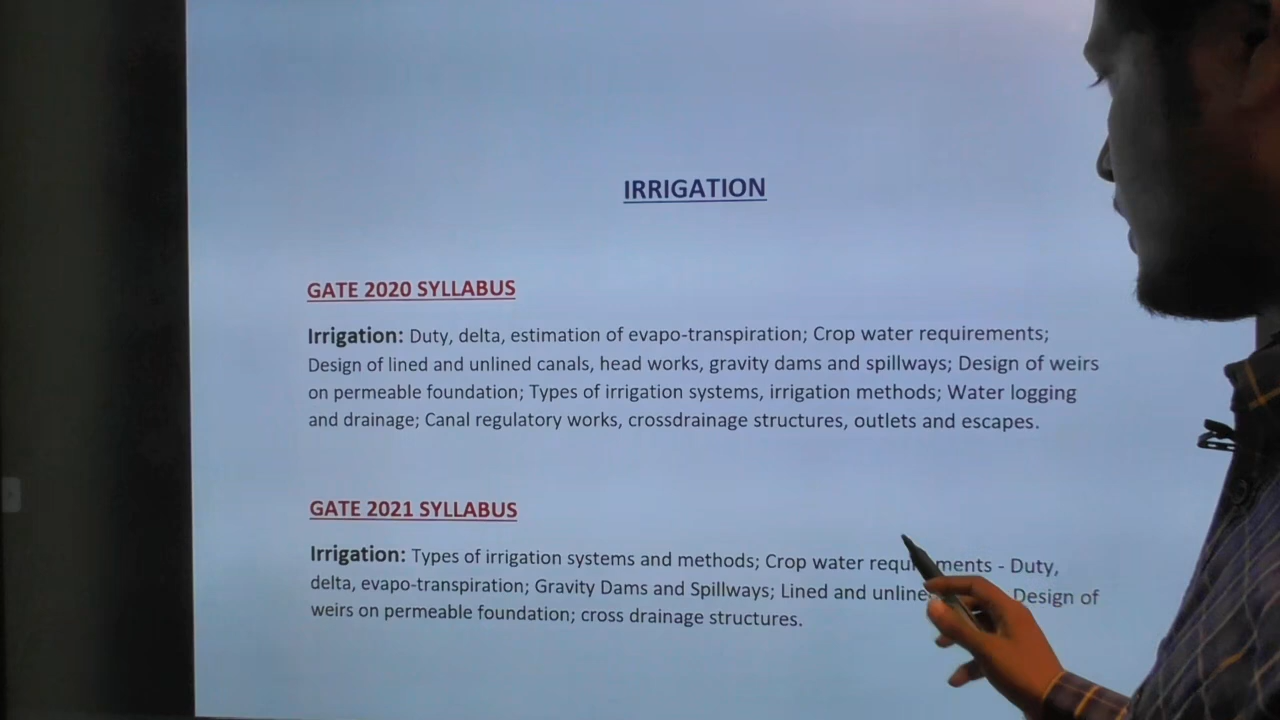 IRRIGATION
GATE 2020 SYLLABUS
Irrigation: Duty, delta, estimation of evapo-transpiration; Crop water requirements;
Design of lined and unlined canals, head works, gravity dams and spillways; Design of weirs
on permeable foundation; Types of irrigation systems, irrigation methods; Water logging
and drainage; Canal regulatory works, crossdrainage structures, outlets and escapes.
GATE 2021 SYLLABUS
Irrigation: Types of irrigation systems and methods; Crop water requirements - Duty,
delta, evapo-transpiration; Gravity Dams and Spillways; Lined and unline Design of
weirs on permeable foundation; cross drainage structures.